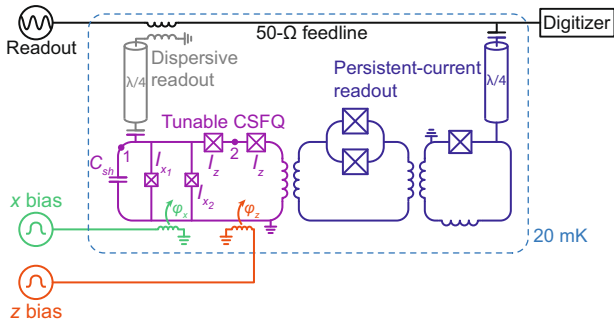 Readout
50-Ω feedline
Digitizer
λ/4
Dispersive
readout
Persistent-current
readout
λ/4
Tunable CSFQ
1
2
C_sh
I_x1
I_z
I_z
I_x2
x bias
φ_x
φ_z
20 mK
z bias